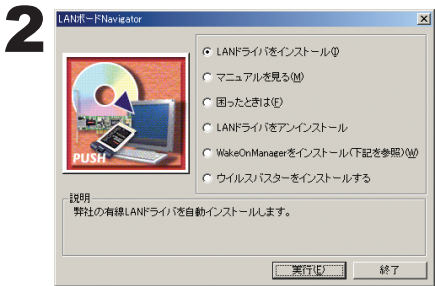 2
LANボードNavigator
LANドライバをインストール(I)
マニュアルを見る(M)
困ったときは(F)
LANドライバをアンインストール
WakeOnManagerをインストール(下記を参照)(W)
ウイルスバスターをインストールする
PUSH
説明
弊社の有線LANドライバを自動インストールします。
実行(E)
終了